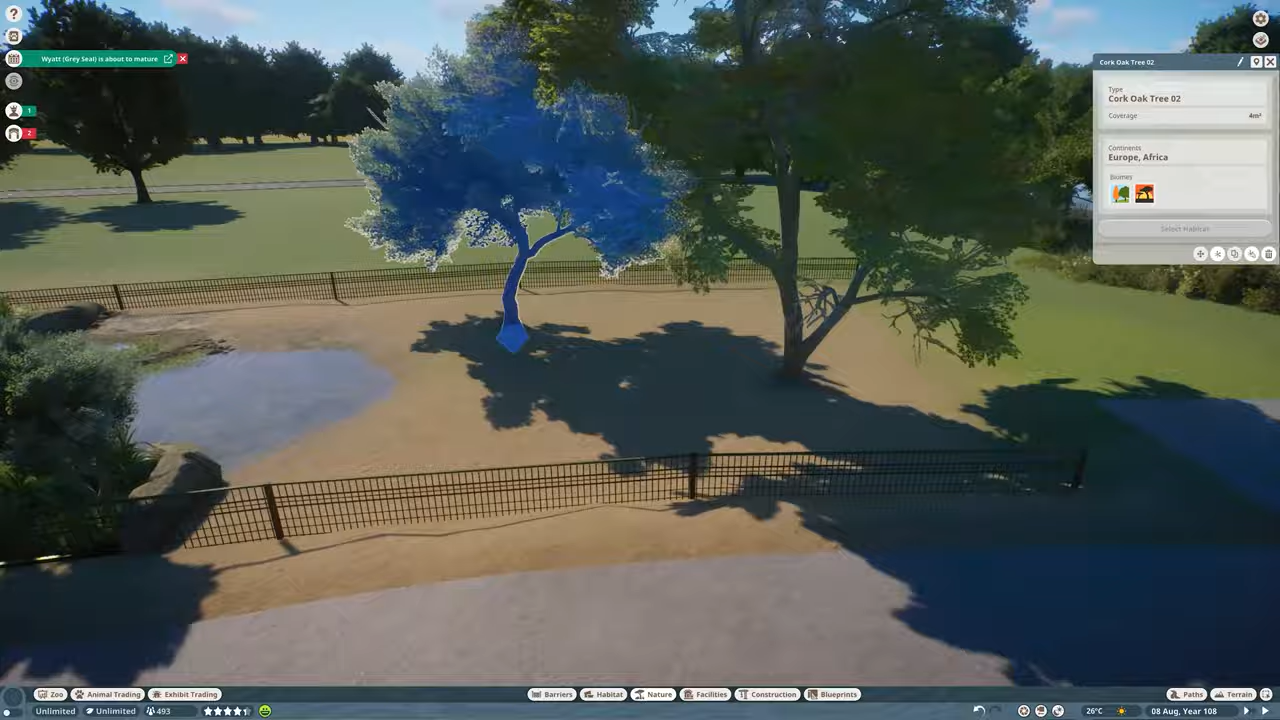 Wyatt (Grey Seal) is about to mature
1
2
Cork Oak Tree 02
Type
Cork Oak Tree 02
Coverage 4m²
Continents
Europe, Africa
Biomes
Select Habitat
Zoo Animal Trading Exhibit Trading Barriers Habitat Nature Facilities Construction Blueprints Paths Terrain
Unlimited Unlimited 493 26°C 08 Aug, Year 108